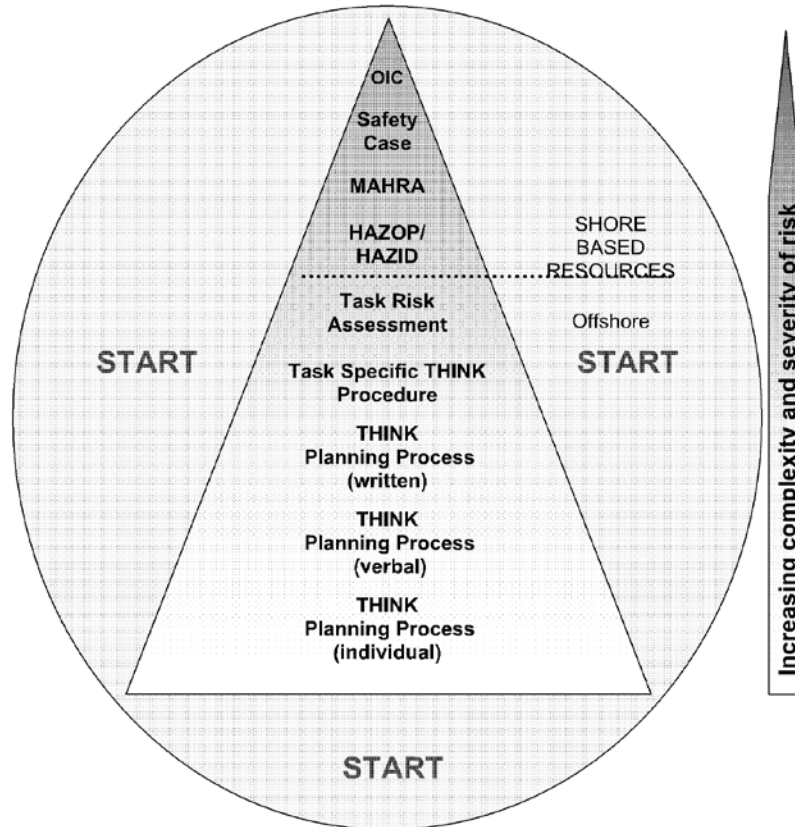 OIC
Safety
Case
MAHRA
HAZOP/
HAZID
SHORE
BASED
RESOURCES
Task Risk
Assessment
Offshore
START
START
Task Specific THINK
Procedure
THINK
Planning Process
(written)
THINK
Planning Process
(verbal)
THINK
Planning Process
(individual)
START
Increasing complexity and severity of risk